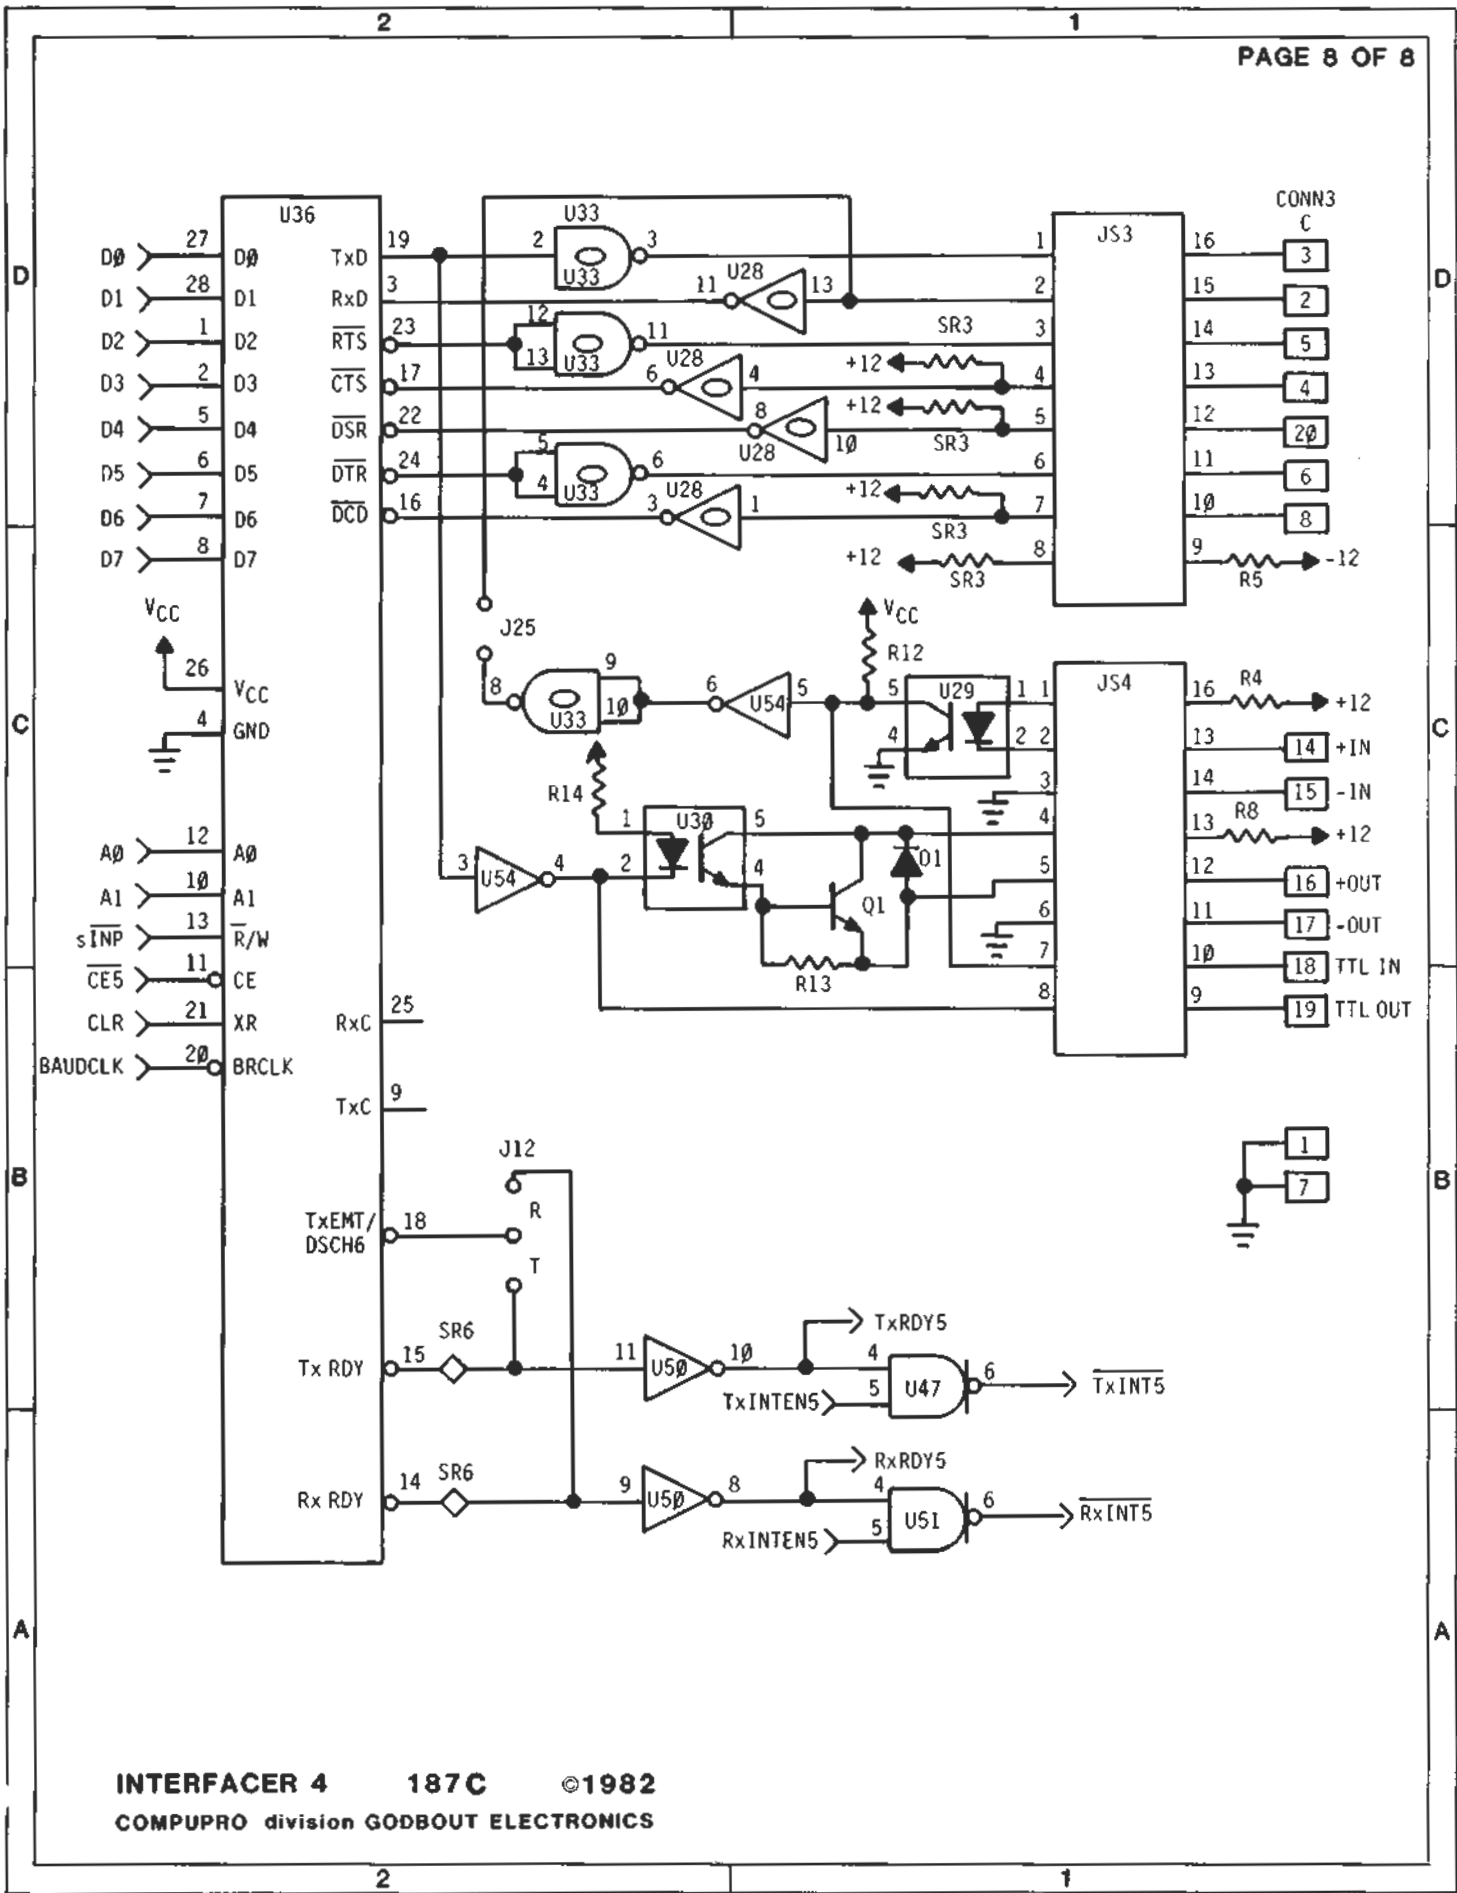 2 1
PAGE 8 OF 8
CONN3
C
U36 U33 JS3
D0 27 D0 TxD 19 2 U33 3 1 16 3
D D
D1 28 D1 RxD 3 11 U28 13 2 15 2
D2 1 D2 R̅T̅S̅ 23 12 13 U33 11 SR3 3 14 5
D3 2 D3 C̅T̅S̅ 17 6 U28 4 +12 4 13 4
D4 5 D4 D̅S̅R̅ 22 8 U28 10 +12 SR3 5 12 20
D5 6 D5 D̅T̅R̅ 24 5 4 U33 6 6 11 6
D6 7 D6 D̅C̅D̅ 16 3 U28 1 +12 SR3 7 10 8
D7 8 D7 +12 SR3 8 9 R5 -12
VCC J25 VCC
R12
26 VCC 8 U33 9 10 6 U54 5 5 U29 1 1 JS4 16 R4 +12
C C
4 GND 4 2 2 13 14 +IN
R14 3 14 15 -IN
1 U30 5 4 13 R8 +12
A0 12 A0 3 U54 4 2 4 O1 5 12 16 +OUT
A1 10 A1 Q1 6 11 17 -OUT
sI̅N̅P̅ 13 R̅/W R13 7 10 18 TTL IN
C̅E̅5̅ 11 CE 8 9 19 TTL OUT
CLR 21 XR RxC 25
BAUDCLK 20 BRCLK
TxC 9
J12 1
B B
7
R
TxEMT/
DSCH6 18
T
TxRDY5
Tx RDY 15 SR6 11 U50 10 4 U47 6 T̅x̅I̅N̅T̅5̅
TxINTEN5 5
RxRDY5
Rx RDY 14 SR6 9 U50 8 4 U51 6 R̅x̅I̅N̅T̅5̅
RxINTEN5 5
A A
INTERFACER 4 187C ©1982
COMPUPRO division GODBOUT ELECTRONICS
2 1